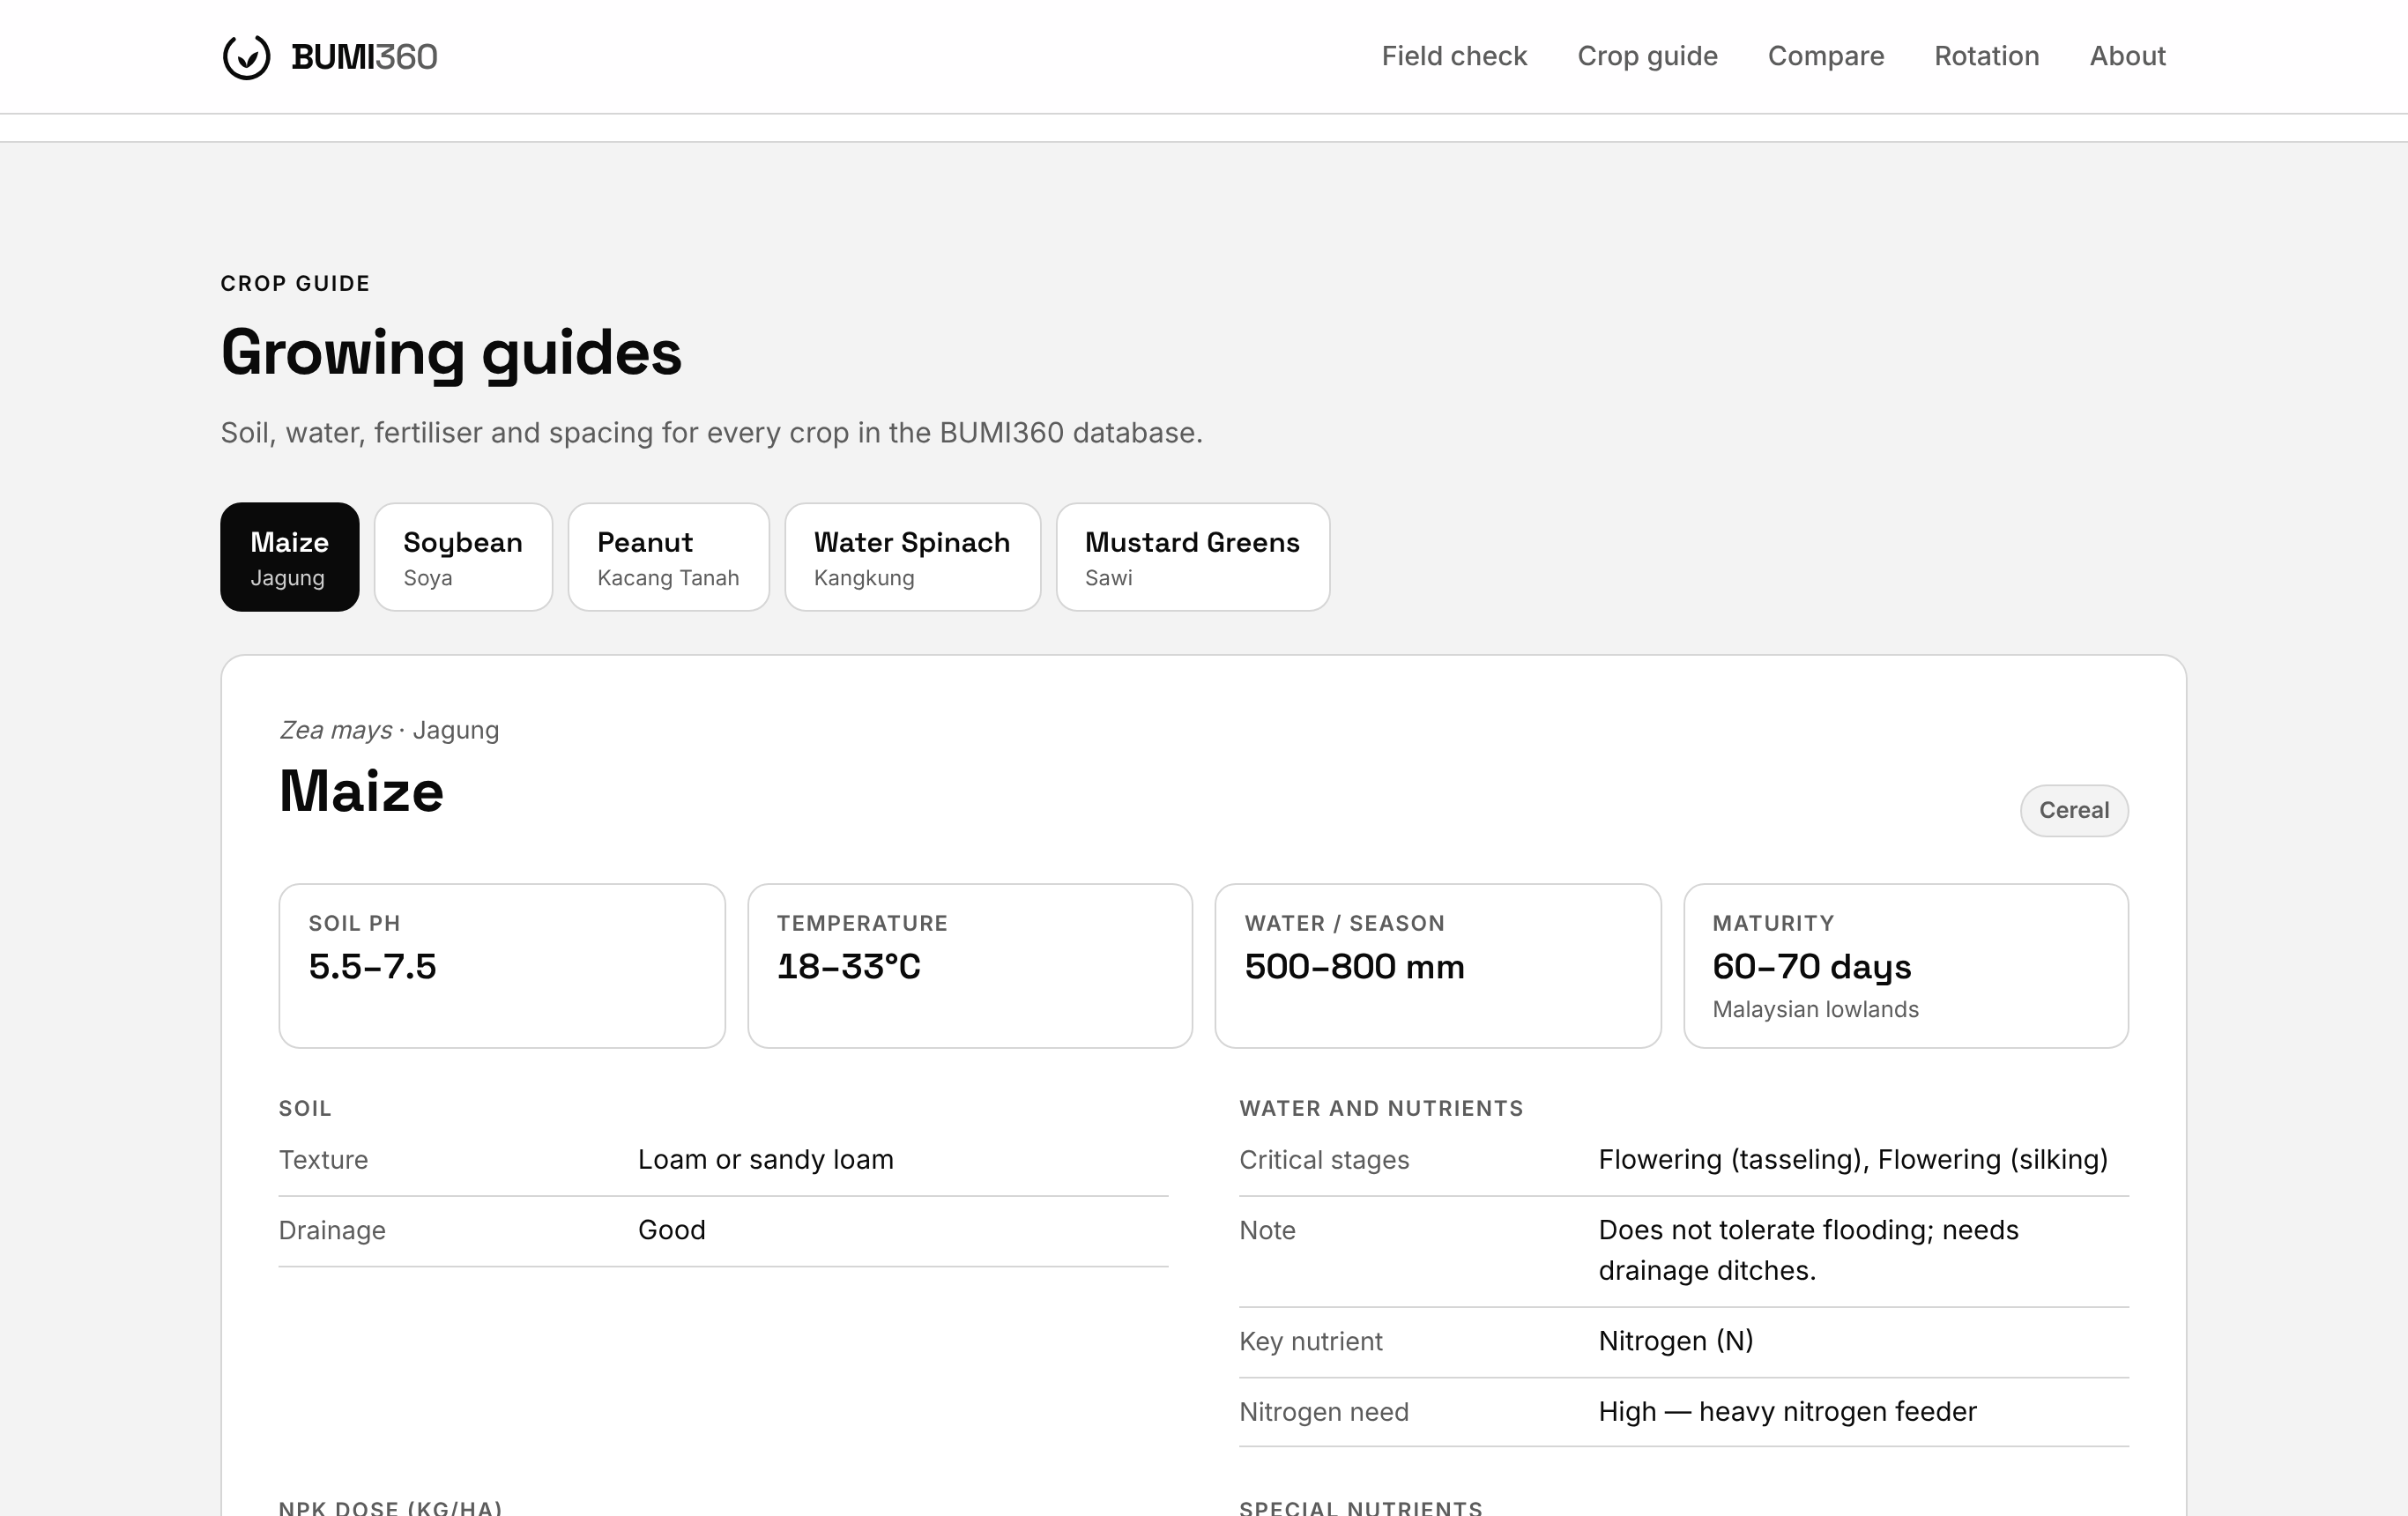 BUMI360
Field check
Crop guide
Compare
Rotation
About
CROP GUIDE
Growing guides
Soil, water, fertiliser and spacing for every crop in the BUMI360 database.
Maize
Jagung
Soybean
Soya
Peanut
Kacang Tanah
Water Spinach
Kangkung
Mustard Greens
Sawi
Zea mays · Jagung
Maize
Cereal
SOIL PH
5.5–7.5
TEMPERATURE
18–33°C
WATER / SEASON
500–800 mm
MATURITY
60–70 days
Malaysian lowlands
SOIL
Texture
Loam or sandy loam
Drainage
Good
WATER AND NUTRIENTS
Critical stages
Flowering (tasseling), Flowering (silking)
Note
Does not tolerate flooding; needs
drainage ditches.
Key nutrient
Nitrogen (N)
Nitrogen need
High — heavy nitrogen feeder
NPK DOSE (KG/HA)
SPECIAL NUTRIENTS